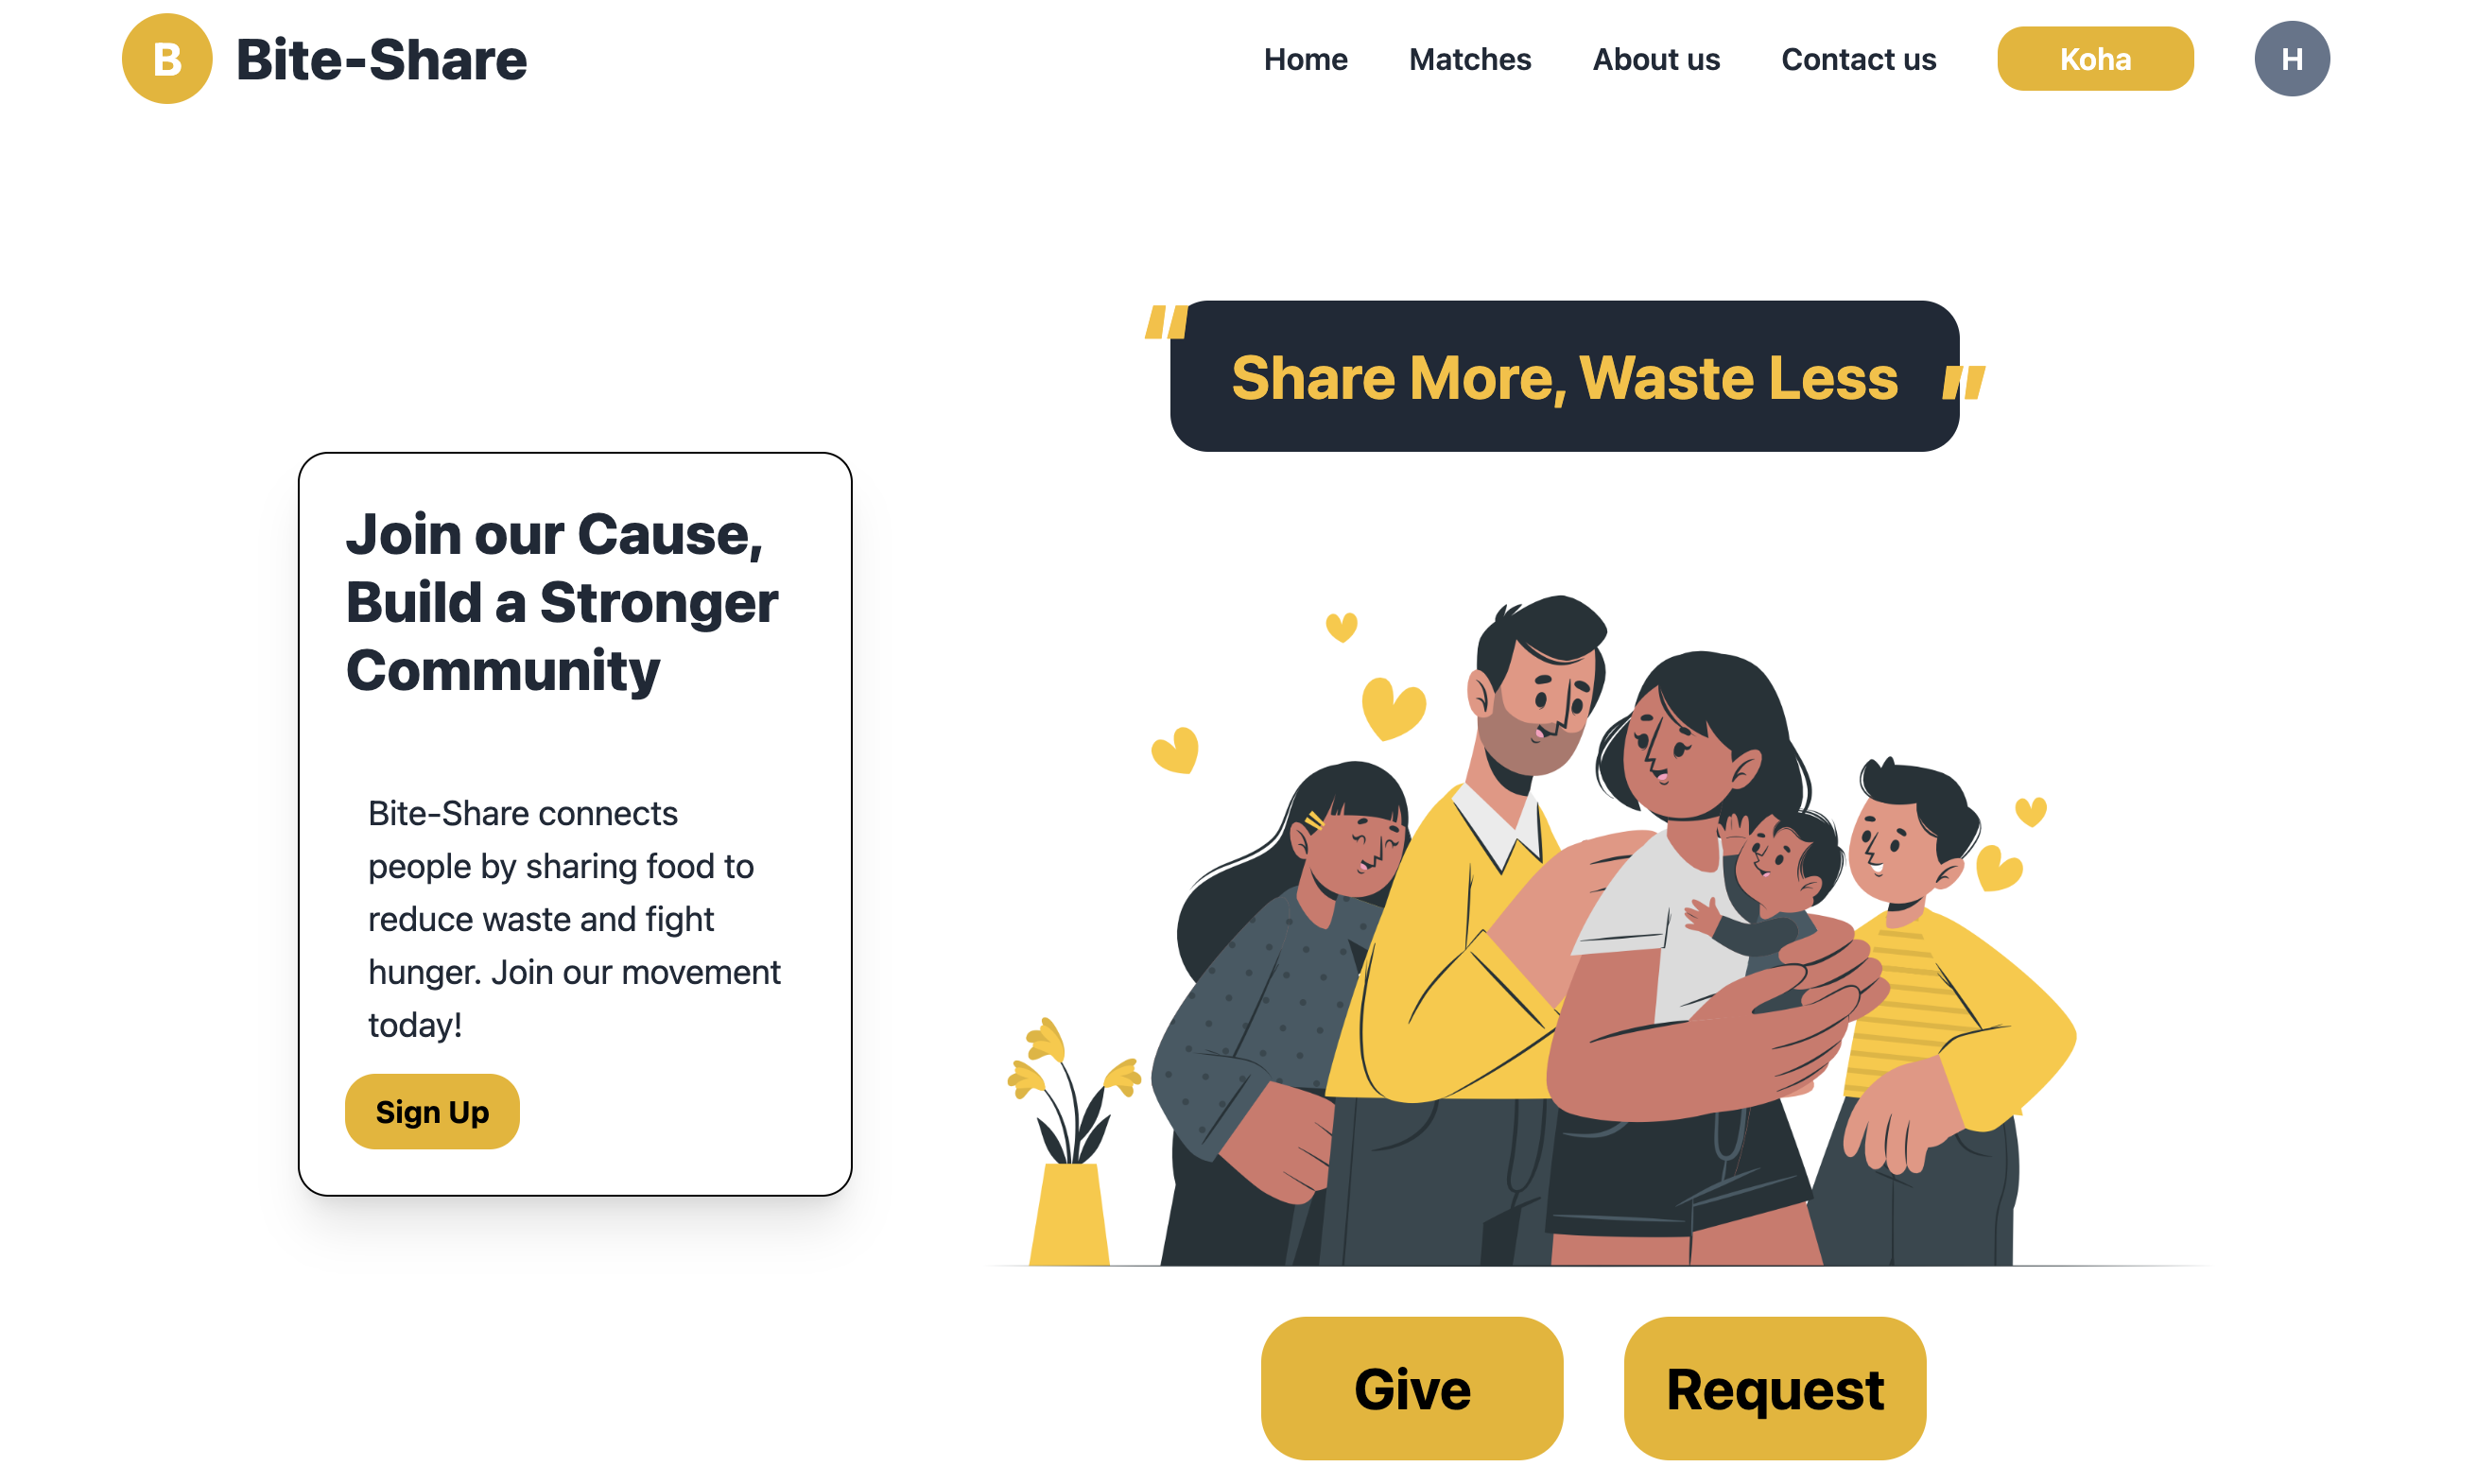 B
Bite-Share
Home
Matches
About us
Contact us
Koha
H
"Share More, Waste Less"
Join our Cause,
Build a Stronger
Community
Bite-Share connects
people by sharing food to
reduce waste and fight
hunger. Join our movement
today!
Sign Up
Give
Request